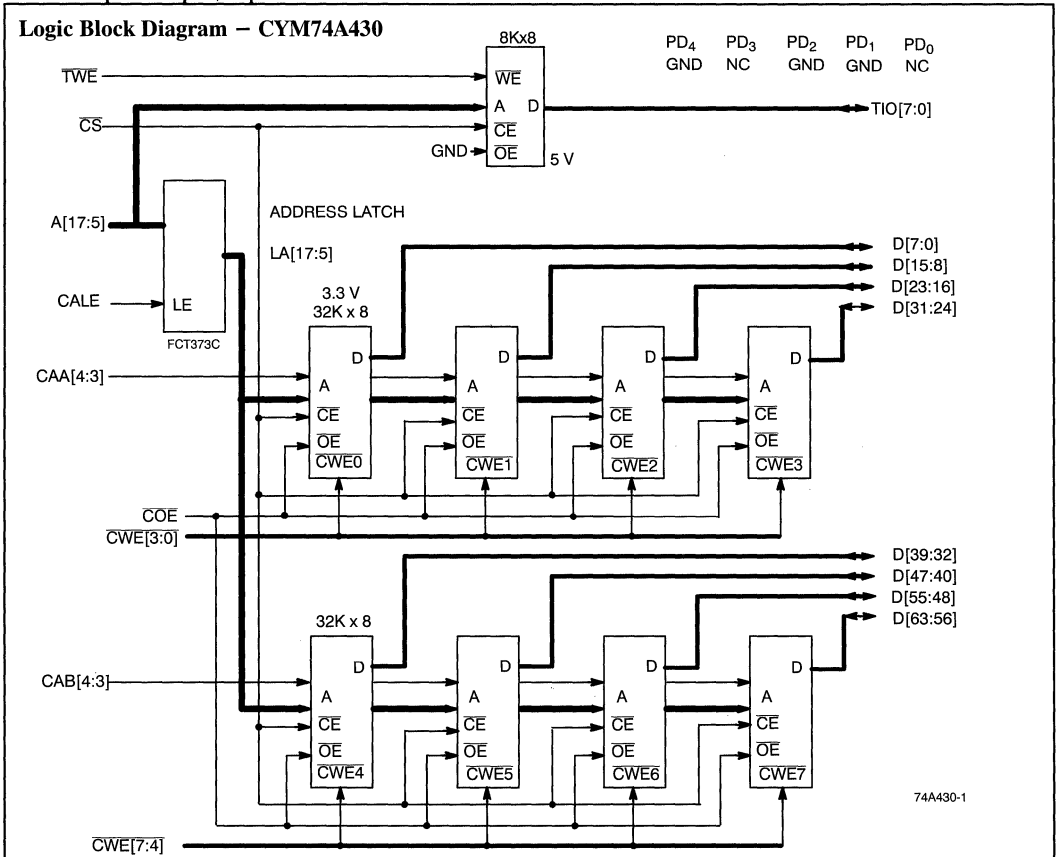 Logic Block Diagram – CYM74A430
8Kx8
PD4 PD3 PD2 PD1 PD0
GND NC GND GND NC
TWE
WE
A D
TIO[7:0]
CS
CE
GND
OE
5 V
A[17:5]
ADDRESS LATCH
LA[17:5]
D[7:0]
D[15:8]
D[23:16]
D[31:24]
CALE
LE
FCT373C
3.3 V
32K x 8
D
D
D
D
CAA[4:3]
A
A
A
A
CE
CE
CE
CE
OE
OE
OE
OE
CWE0
CWE1
CWE2
CWE3
COE
CWE[3:0]
D[39:32]
D[47:40]
D[55:48]
D[63:56]
32K x 8
D
D
D
D
CAB[4:3]
A
A
A
A
CE
CE
CE
CE
OE
OE
OE
OE
CWE4
CWE5
CWE6
CWE7
74A430-1
CWE[7:4]